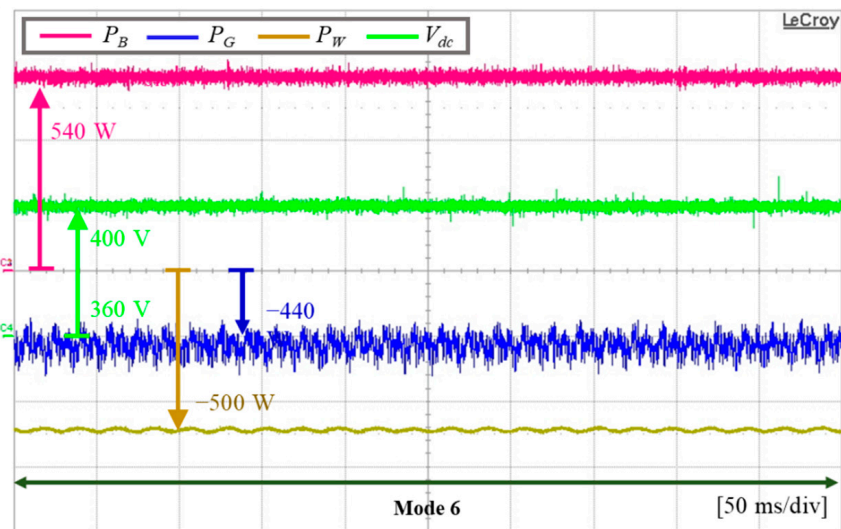 LeCroy
P_B P_G P_W V_dc
540 W
400 V
360 V
−440
−500 W
Mode 6
[50 ms/div]